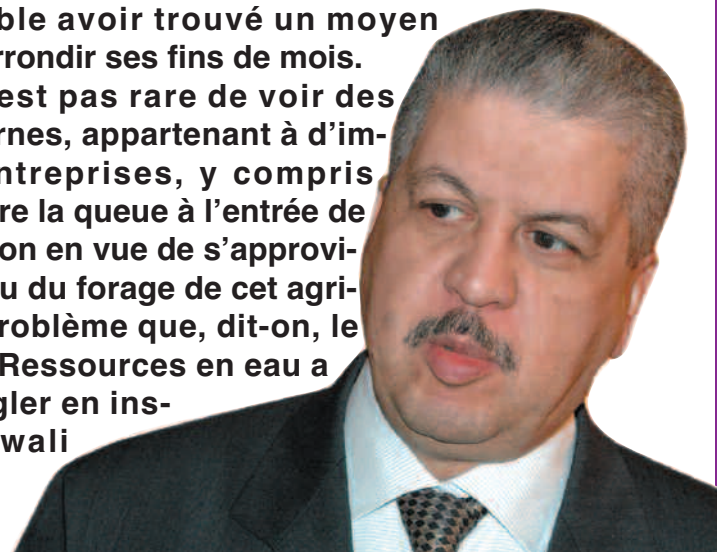 ble avoir trouvé un moyen
rrondir ses fins de mois.
est pas rare de voir des
rnes, appartenant à d'im-
ntreprises, y compris
re la queue à l'entrée de
on en vue de s'approvi-
u du forage de cet agri-
roblème que, dit-on, le
Ressources en eau a
gler en ins-
wali